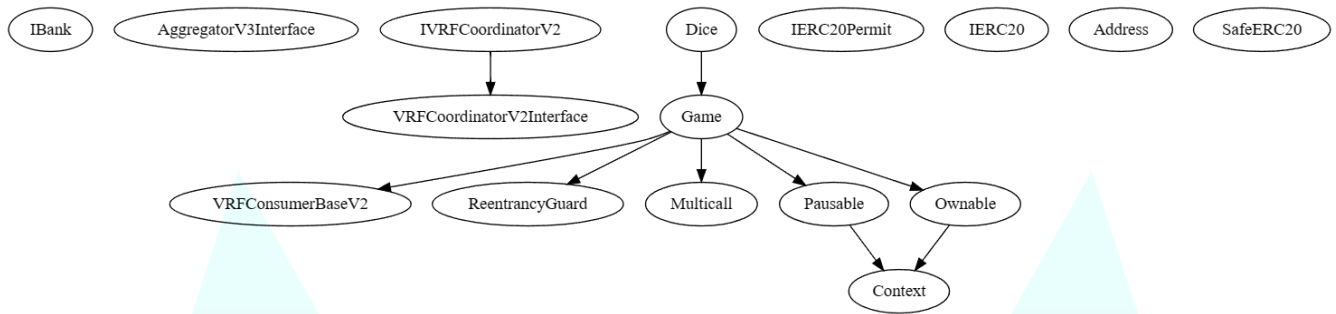 IBank AggregatorV3Interface IVRFCoordinatorV2 Dice IERC20Permit IERC20 Address SafeERC20
VRFCoordinatorV2Interface Game
VRFConsumerBaseV2 ReentrancyGuard Multicall Pausable Ownable
Context